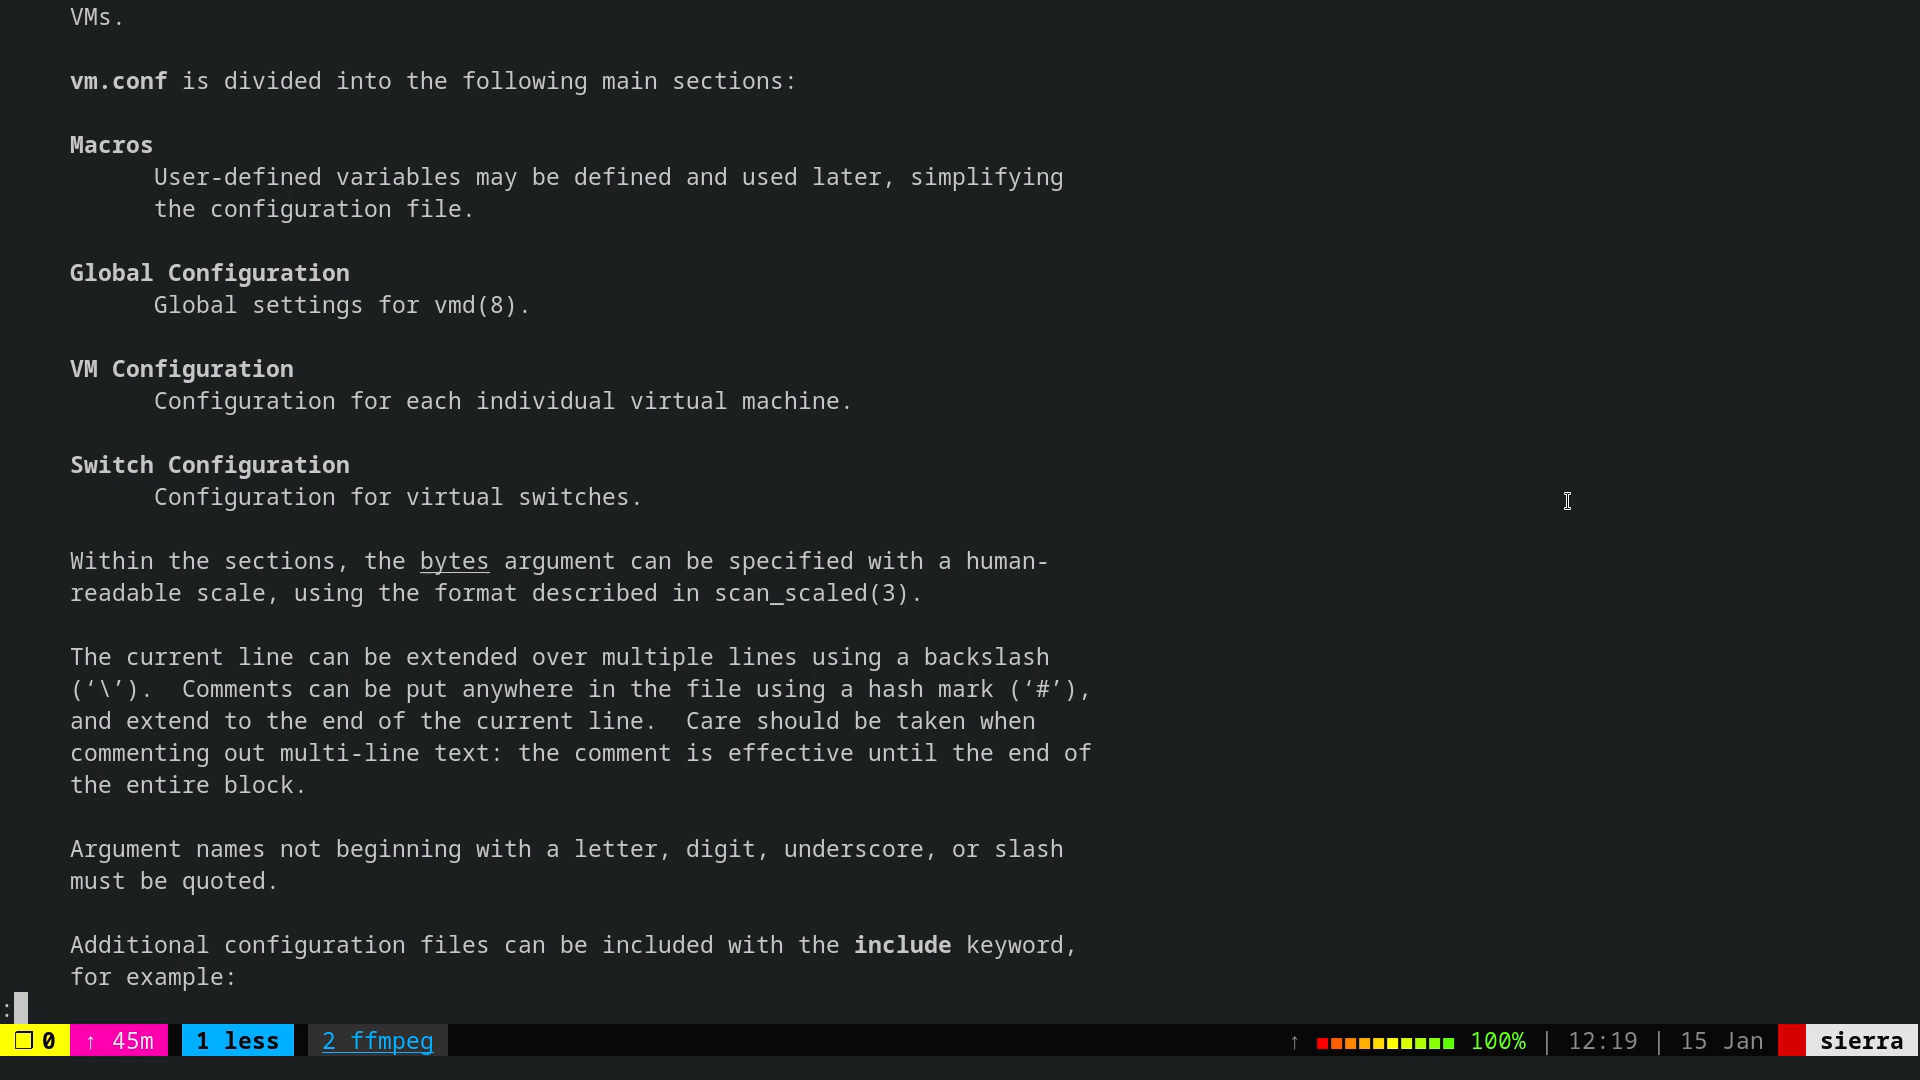 VMs.
vm.conf is divided into the following main sections:
Macros
User-defined variables may be defined and used later, simplifying
the configuration file.
Global Configuration
Global settings for vmd(8).
VM Configuration
Configuration for each individual virtual machine.
Switch Configuration
Configuration for virtual switches.
Within the sections, the bytes argument can be specified with a human-
readable scale, using the format described in scan_scaled(3).
The current line can be extended over multiple lines using a backslash
(‘\’).  Comments can be put anywhere in the file using a hash mark (‘#’),
and extend to the end of the current line.  Care should be taken when
commenting out multi-line text: the comment is effective until the end of
the entire block.
Argument names not beginning with a letter, digit, underscore, or slash
must be quoted.
Additional configuration files can be included with the include keyword,
for example:
:
❐ 0 ↑ 45m 1 less 2 ffmpeg ↑ 100% | 12:19 | 15 Jan sierra